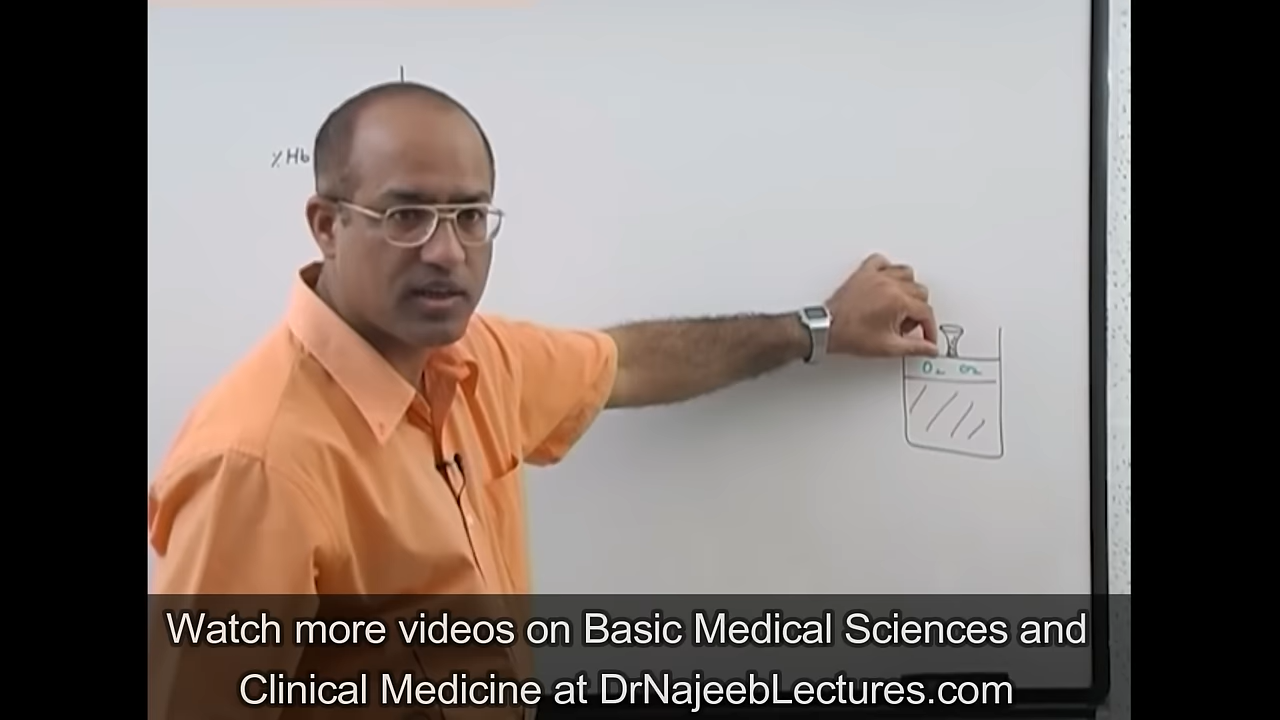 % Hb
O₂ O₂
Watch more videos on Basic Medical Sciences and
Clinical Medicine at DrNajeebLectures.com